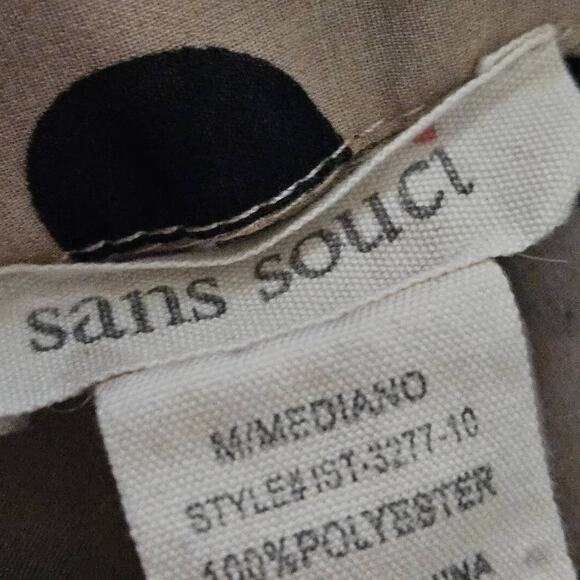 sans souci
M/MEDIANO
STYLE#IST-3277-10
100%POLYESTER